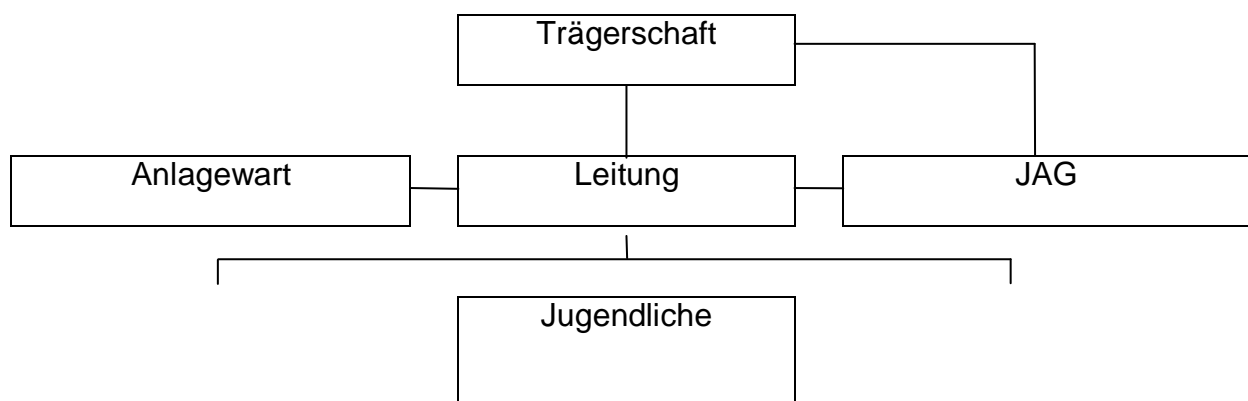 Trägerschaft
Anlagewart
Leitung
JAG
Jugendliche